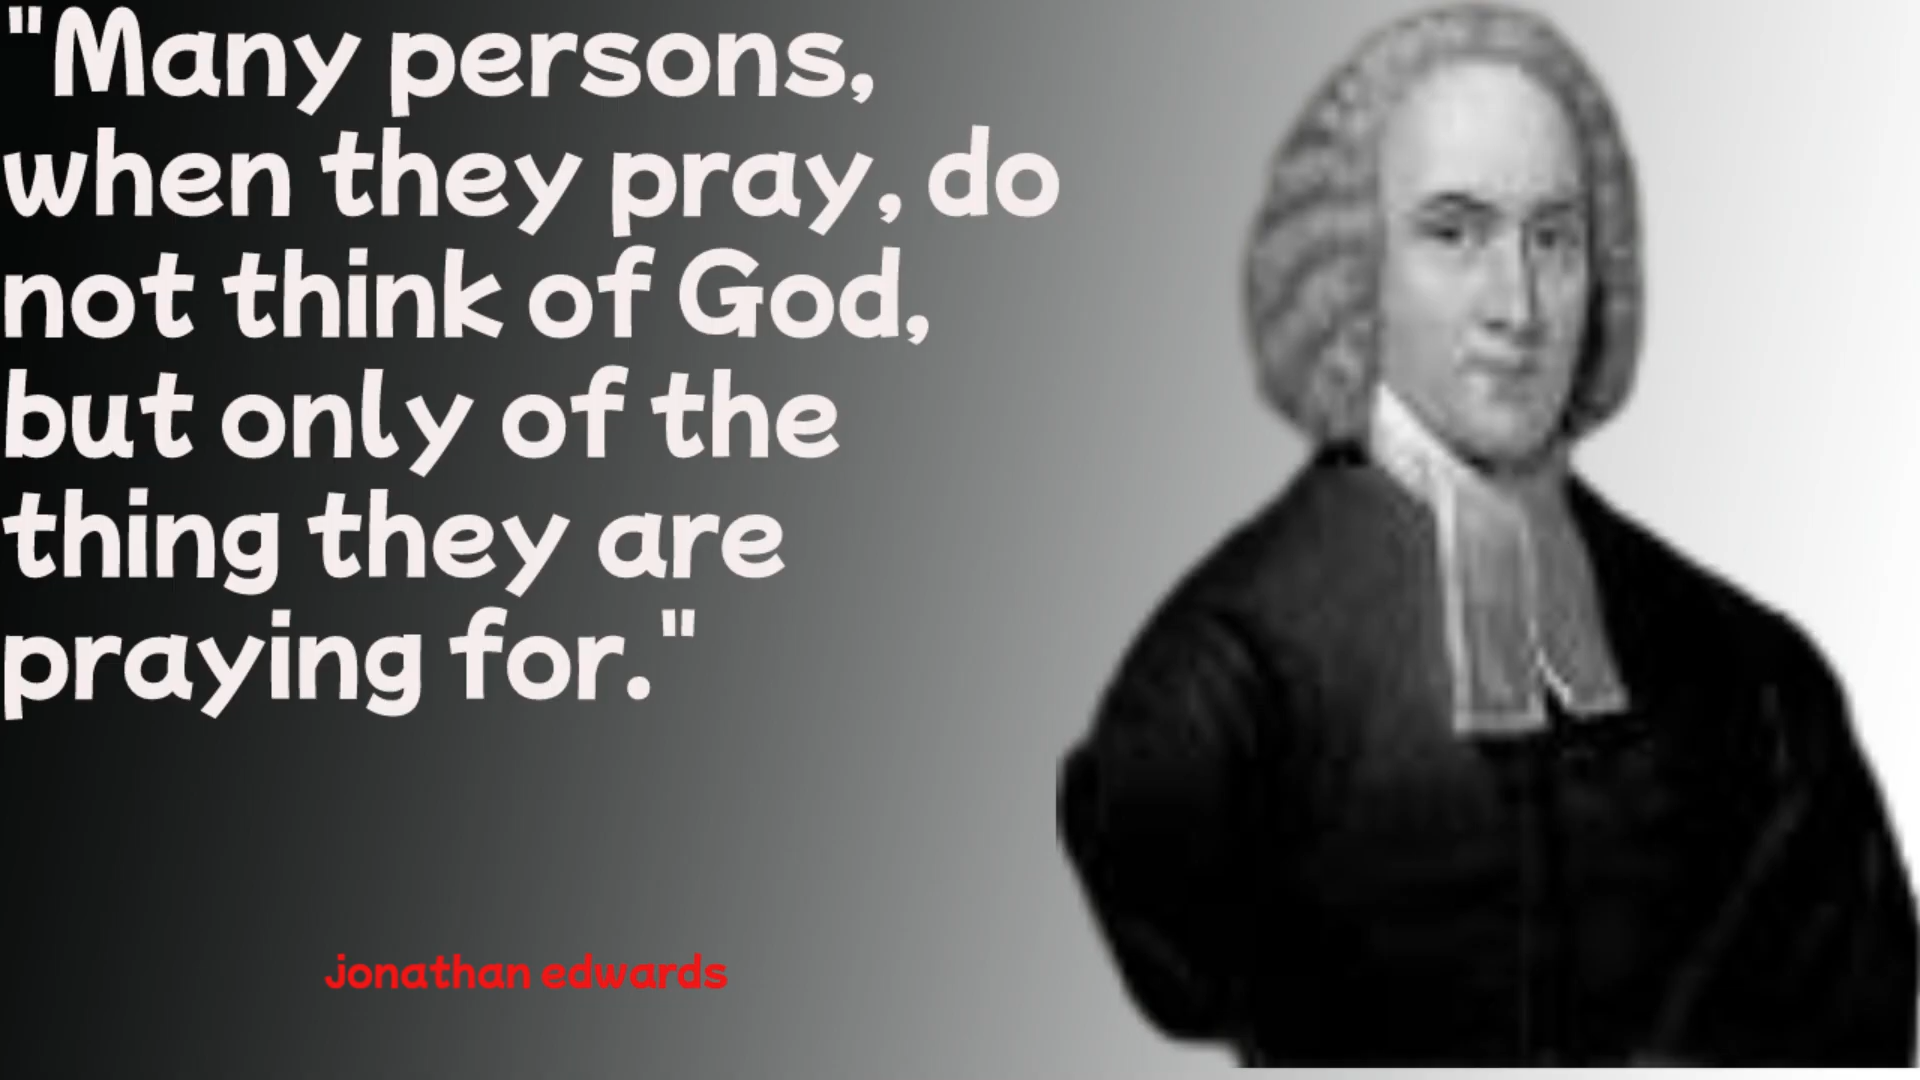 "Many persons,
when they pray, do
not think of God,
but only of the
thing they are
praying for."
jonathan edwards